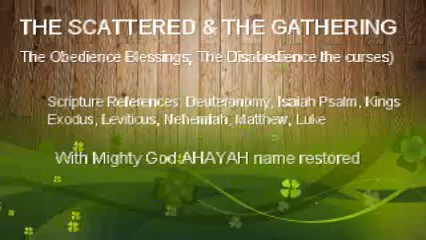 THE SCATTERED & THE GATHERING
The Obedience Blessings; The Disobedience the curses)
Scripture References: Deuteronomy, Isaiah Psalm, Kings
Exodus, Leviticus, Nehemiah, Matthew, Luke
With Mighty God AHAYAH name restored